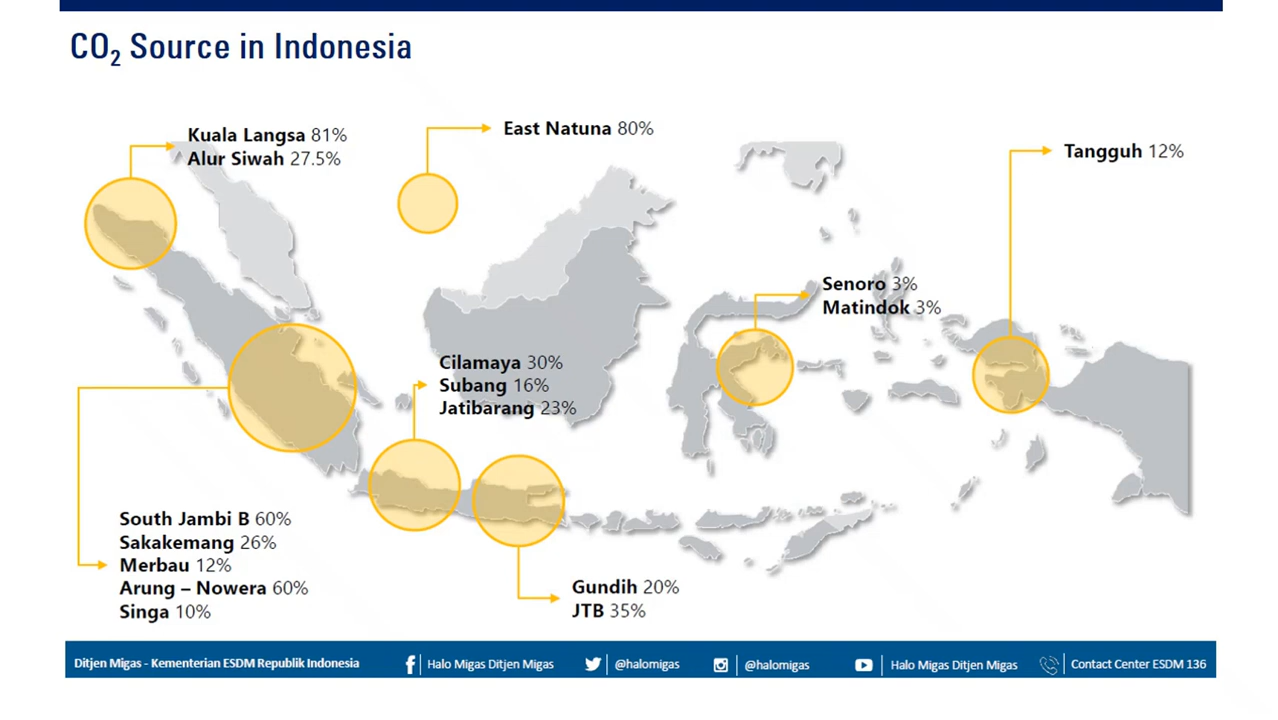 CO₂ Source in Indonesia
Kuala Langsa 81%
Alur Siwah 27.5%
East Natuna 80%
Tangguh 12%
Senoro 3%
Matindok 3%
Cilamaya 30%
Subang 16%
Jatibarang 23%
South Jambi B 60%
Sakakemang 26%
Merbau 12%
Arung – Nowera 60%
Singa 10%
Gundih 20%
JTB 35%
Ditjen Migas - Kementerian ESDM Republik Indonesia
Halo Migas Ditjen Migas
@halomigas
@halomigas
Halo Migas Ditjen Migas
Contact Center ESDM 136